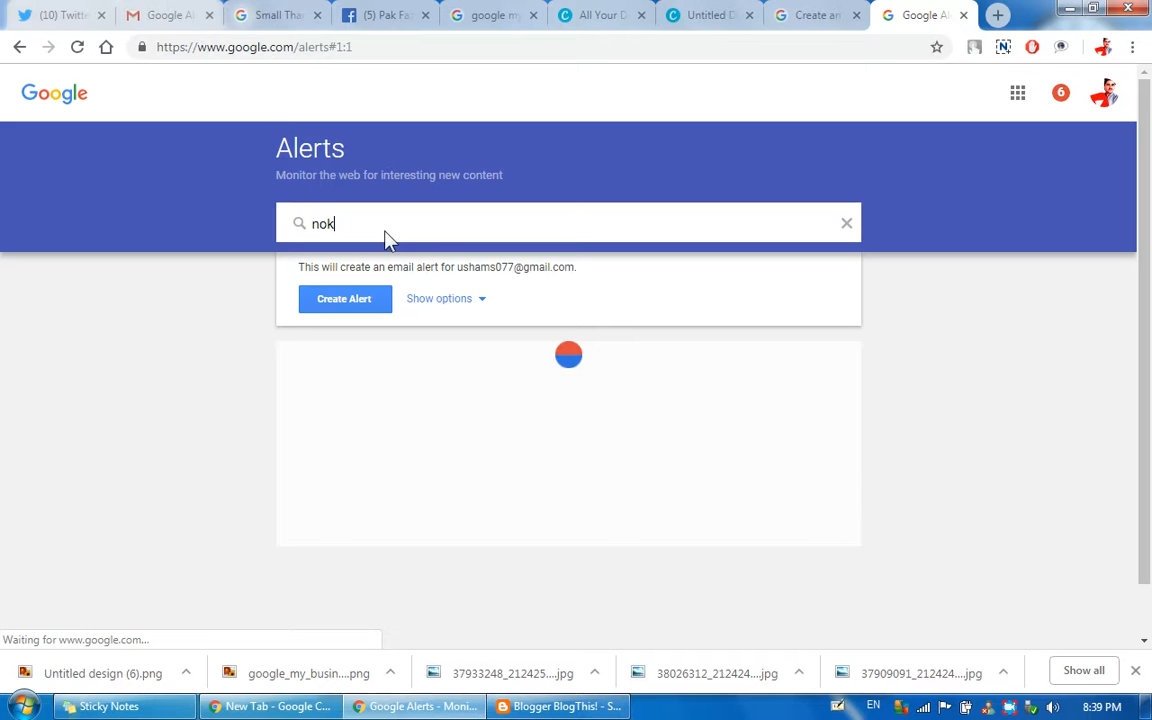 (10) Twitte
Google Al
Small Tha
(5) Pak Fa
google my
All Your D
Untitled D
Create an
Google Al
https://www.google.com/alerts#1:1
Google
6
Alerts
Monitor the web for interesting new content
nok
This will create an email alert for ushams077@gmail.com.
Create Alert
Show options
Waiting for www.google.com...
Untitled design (6).png
google_my_busin....png
37933248_212425....jpg
38026312_212424....jpg
37909091_212424....jpg
Show all
Sticky Notes
New Tab - Google C...
Google Alerts - Moni...
Blogger BlogThis! - S...
EN
8:39 PM